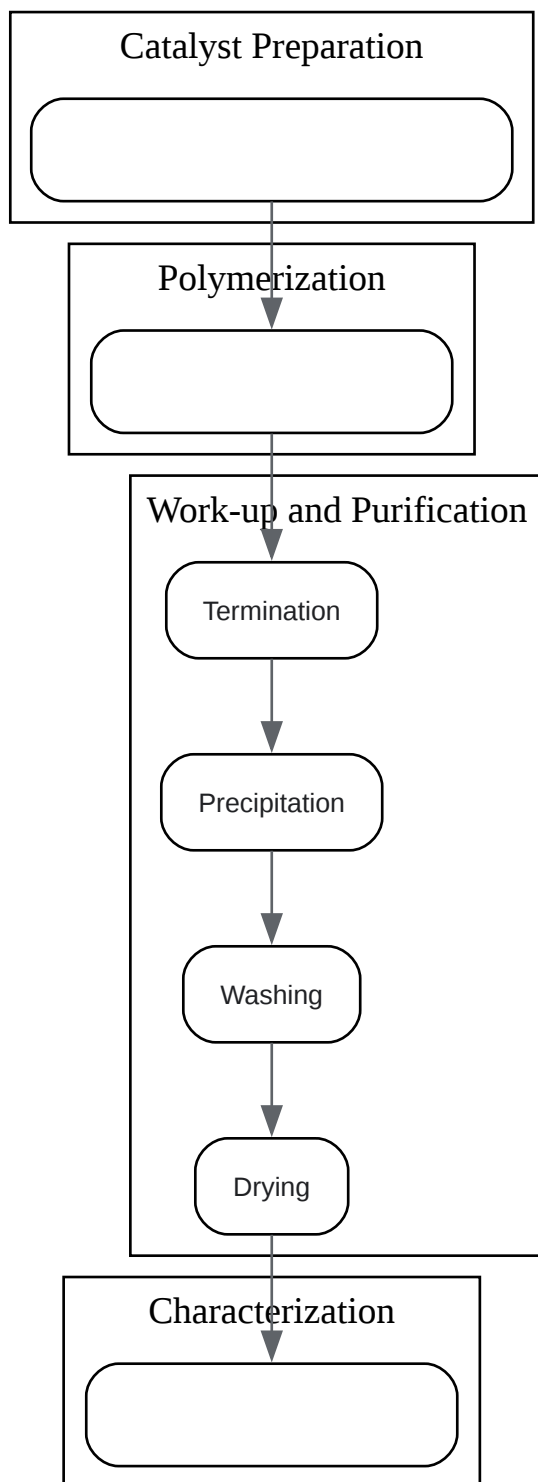 Catalyst Preparation
Polymerization
Work-up and Purification
Termination
Precipitation
Washing
Drying
Characterization